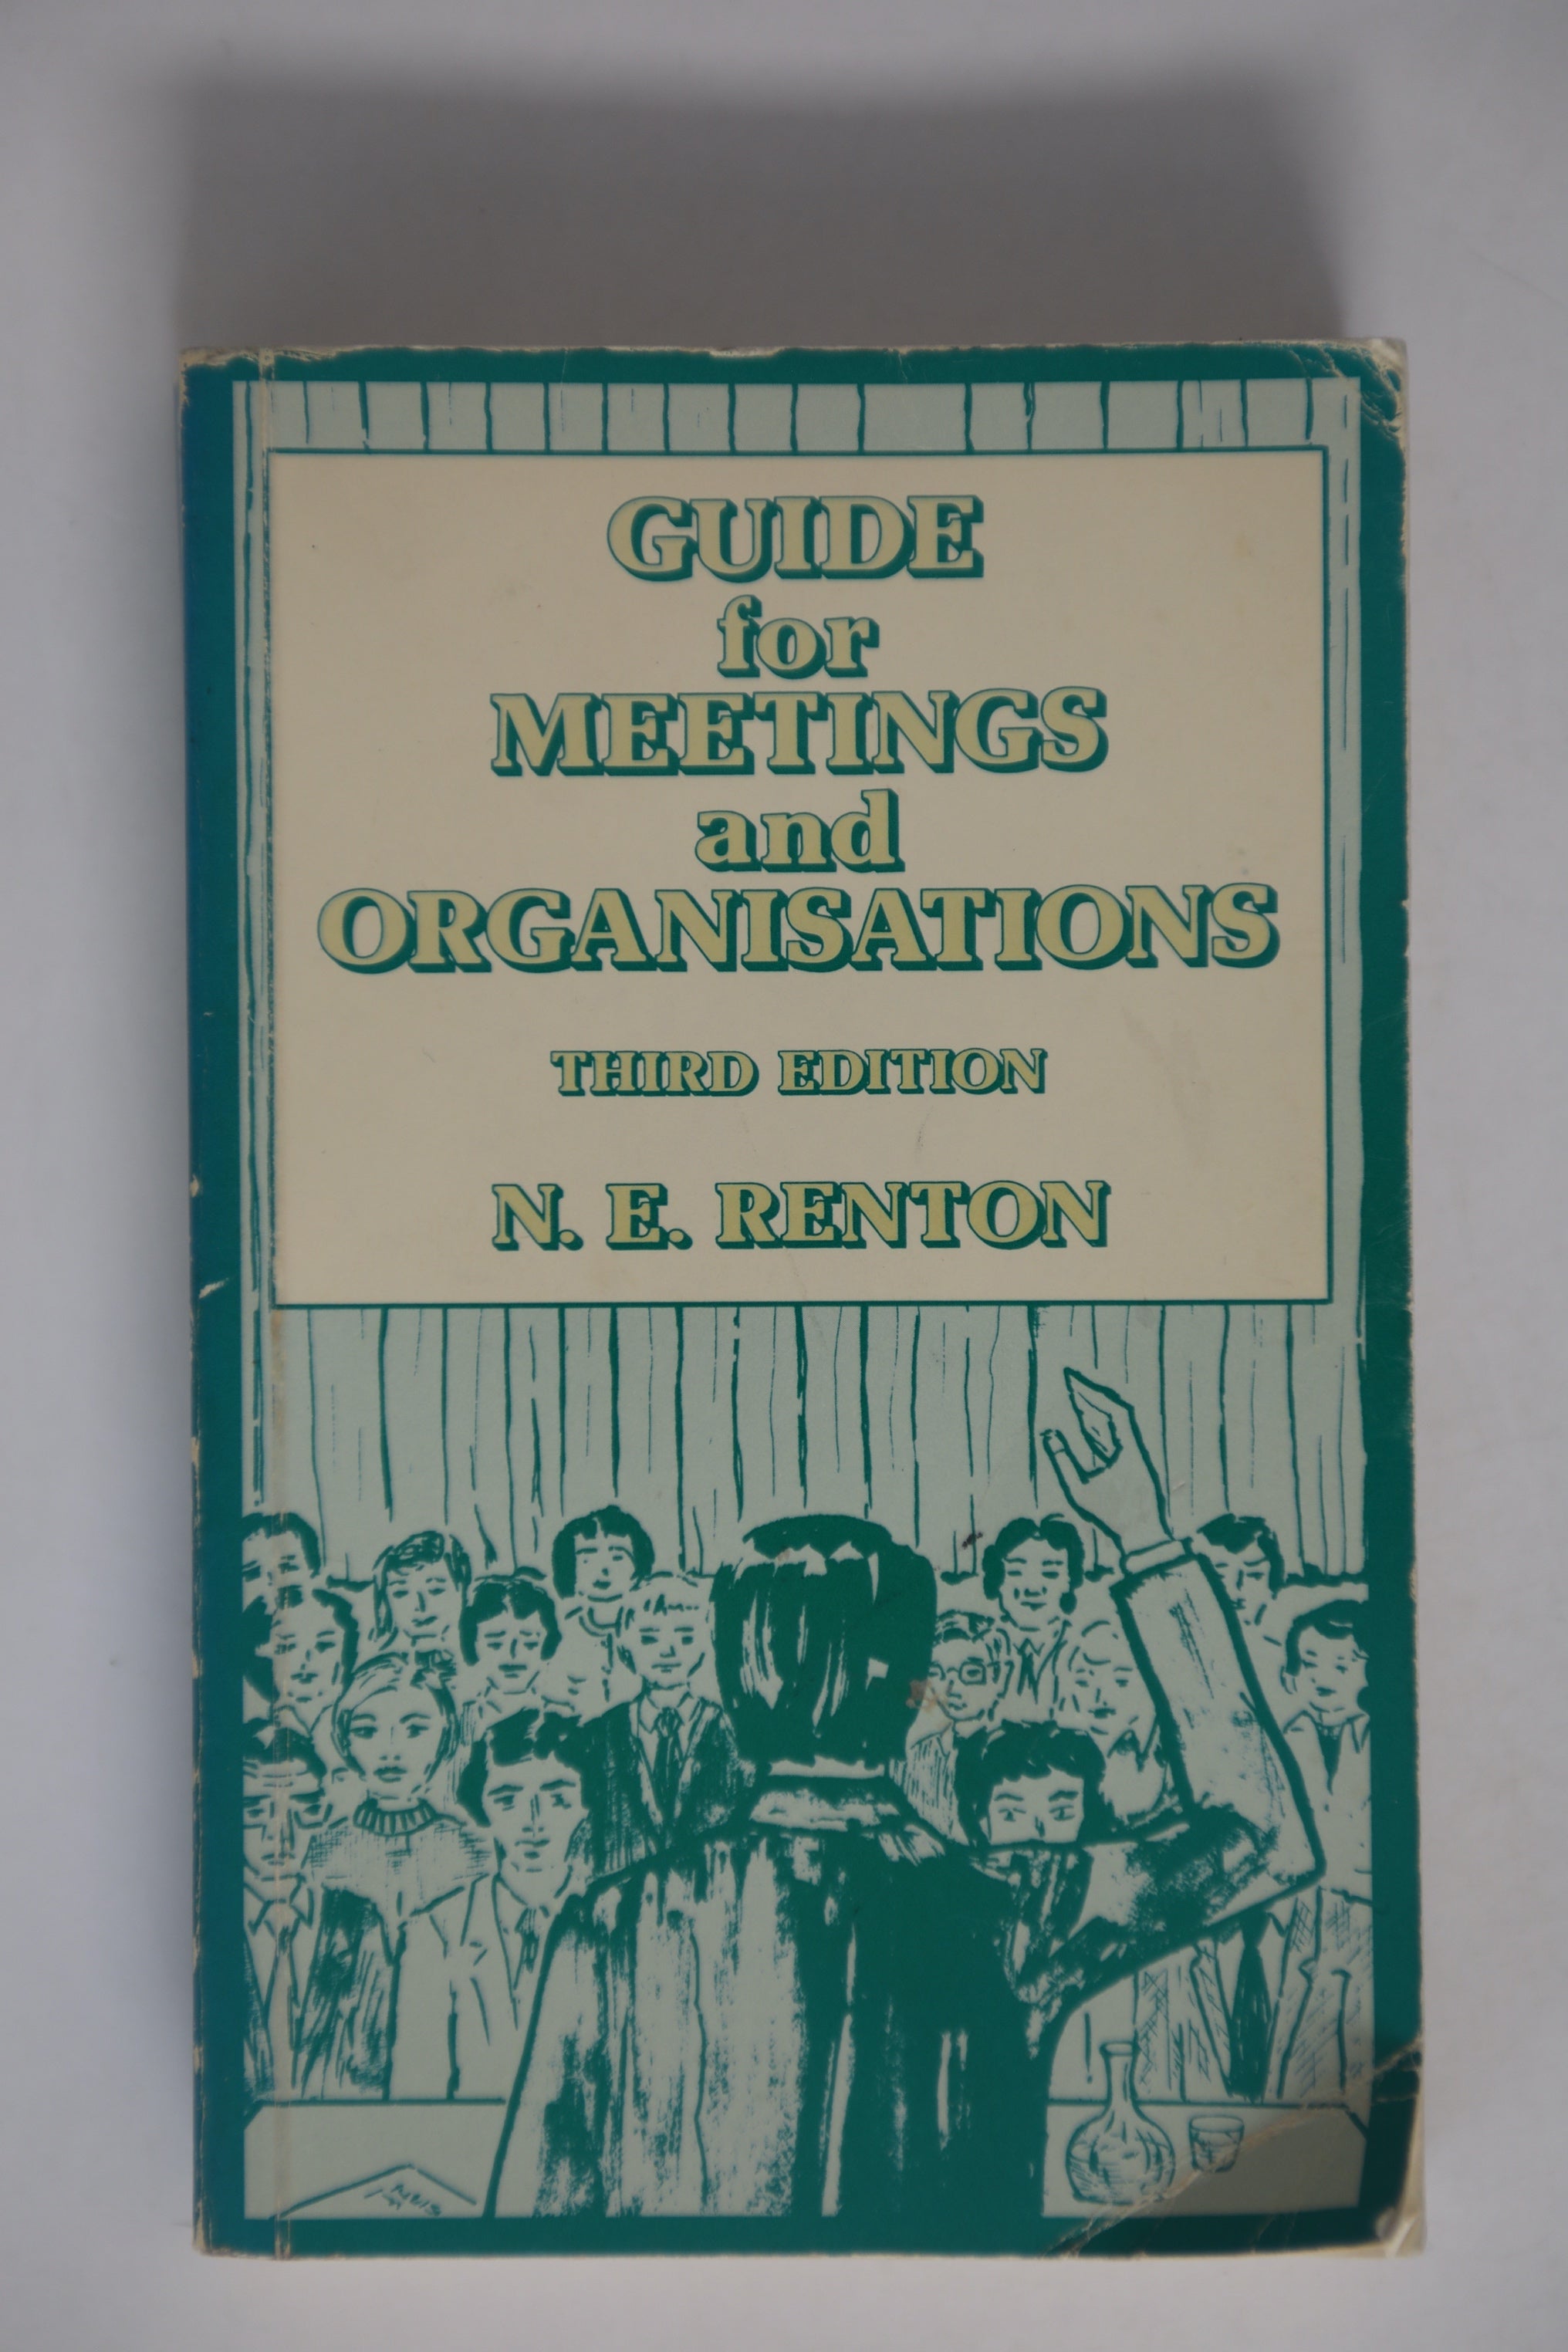 GUIDE
for
MEETINGS
and
ORGANISATIONS
THIRD EDITION
N. E. RENTON